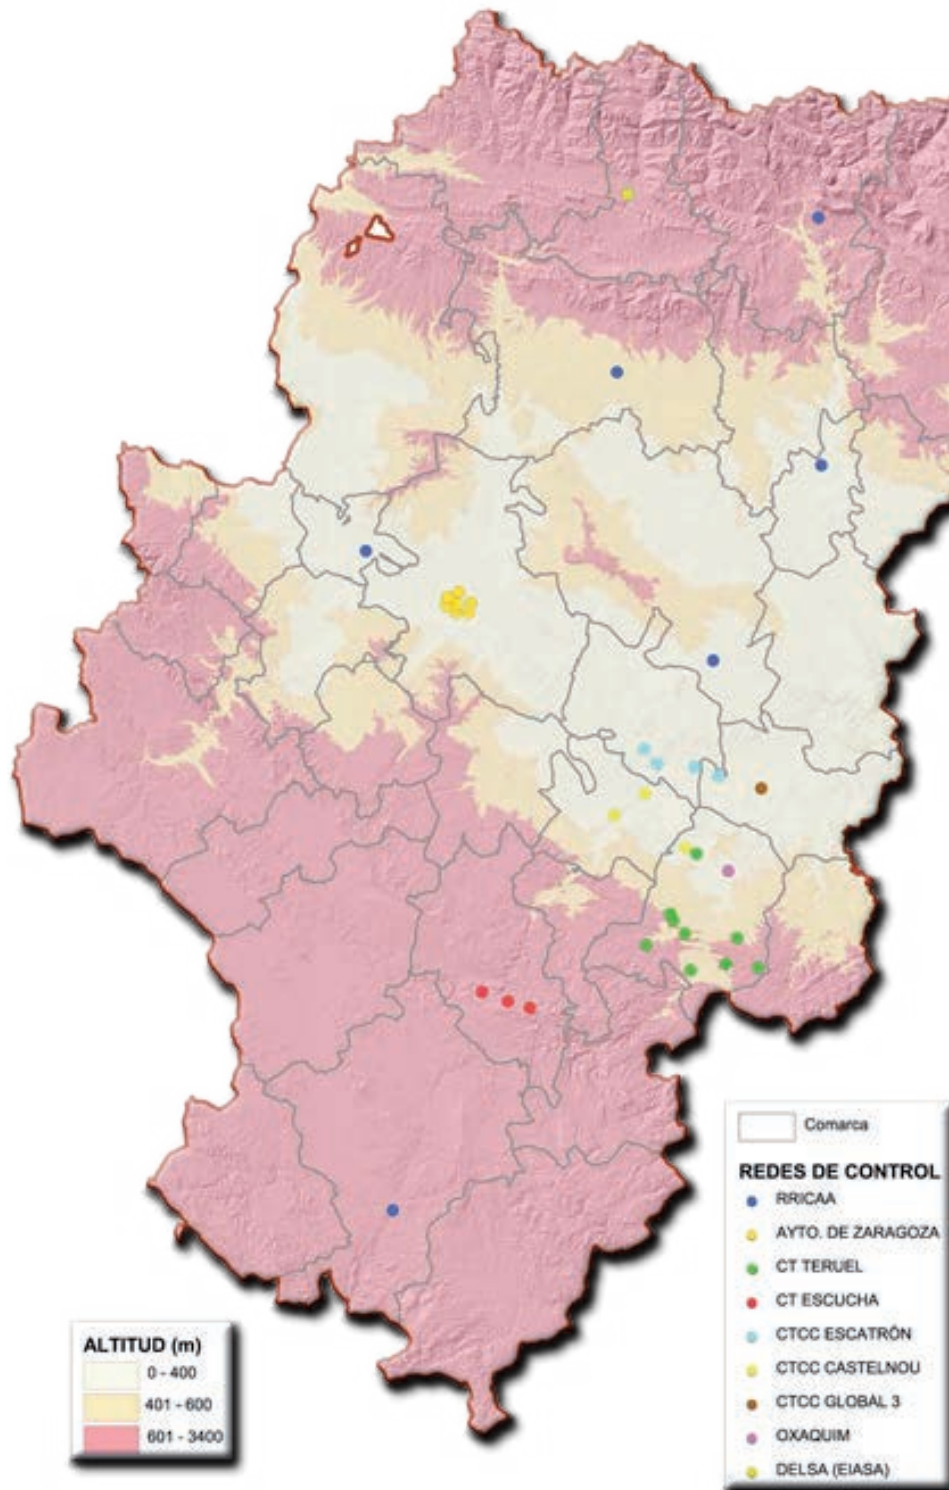 Comarca
REDES DE CONTROL
RRICAA
AYTO. DE ZARAGOZA
CT TERUEL
CT ESCUCHA
CTCC ESCATRÓN
CTCC CASTELNOU
CTCC GLOBAL 3
OXAQUIM
DELSA (EIASA)
ALTITUD (m)
0 - 400
401 - 600
601 - 3400